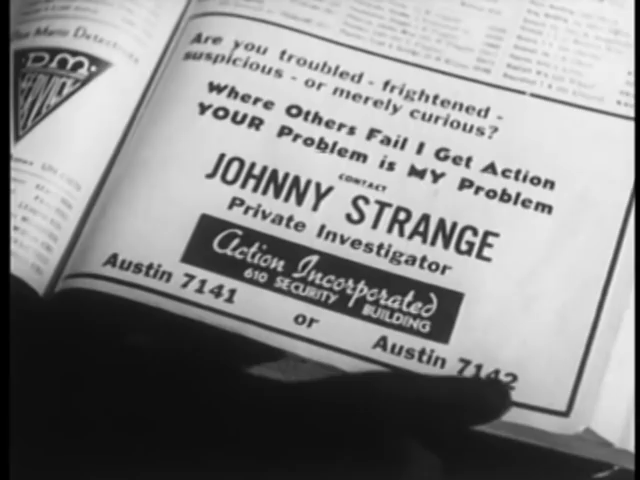 Are you troubled - frightened -
suspicious - or merely curious?
Where Others Fail I Get Action
YOUR Problem is MY Problem
CONTACT
JOHNNY STRANGE
Private Investigator
Action Incorporated
610 SECURITY BUILDING
Austin 7141
or
Austin 7142
D.M.
SERVICE